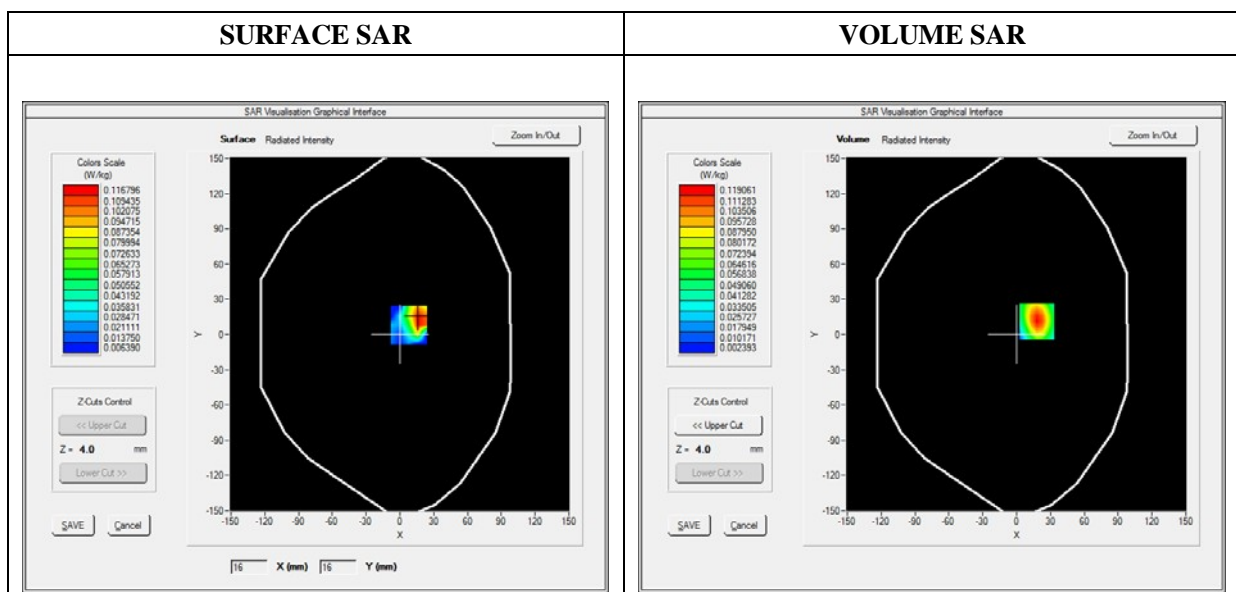 SURFACE SAR
VOLUME SAR
SAR Visualisation Graphical Interface
Surface Radiated Intensity
Zoom In/Out
Colors Scale
(W/kg)
0.116796
0.109435
0.102075
0.094715
0.087354
0.079994
0.072633
0.065273
0.057913
0.050552
0.043192
0.035831
0.028471
0.021111
0.013750
0.006390
Z-Cuts Control
<< Upper Cut
Z = 4.0 mm
Lower Cut >>
SAVE Cancel
150
120
90
60
30
0
-30
-60
-90
-120
-150
Y
-150 -120 -90 -60 -30 0 30 60 90 120 150
X
16 X (mm) 16 Y (mm)
SAR Visualisation Graphical Interface
Volume Radiated Intensity
Zoom In/Out
Colors Scale
(W/kg)
0.119061
0.111283
0.103506
0.095728
0.087950
0.080172
0.072394
0.064616
0.056838
0.049060
0.041282
0.033505
0.025727
0.017949
0.010171
0.002393
Z-Cuts Control
<< Upper Cut
Z = 4.0 mm
Lower Cut >>
SAVE Cancel
150
120
90
60
30
0
-30
-60
-90
-120
-150
Y
-150 -120 -90 -60 -30 0 30 60 90 120 150
X